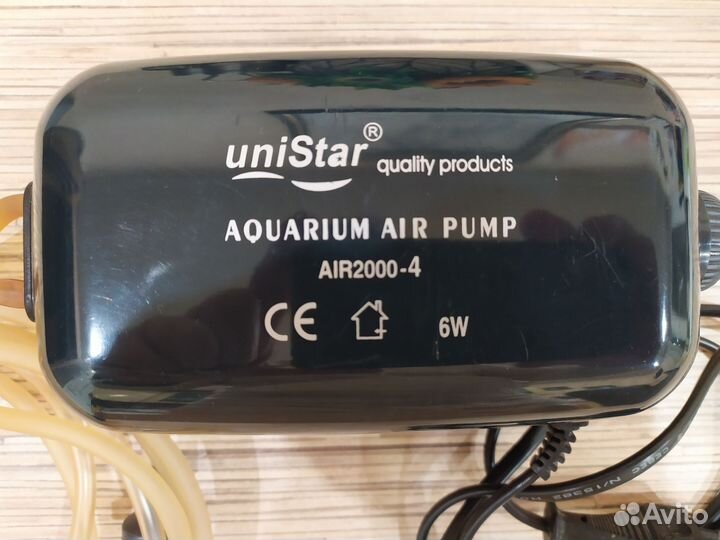 uniStar® quality products
AQUARIUM AIR PUMP
AIR2000-4
CE 6W
Avito